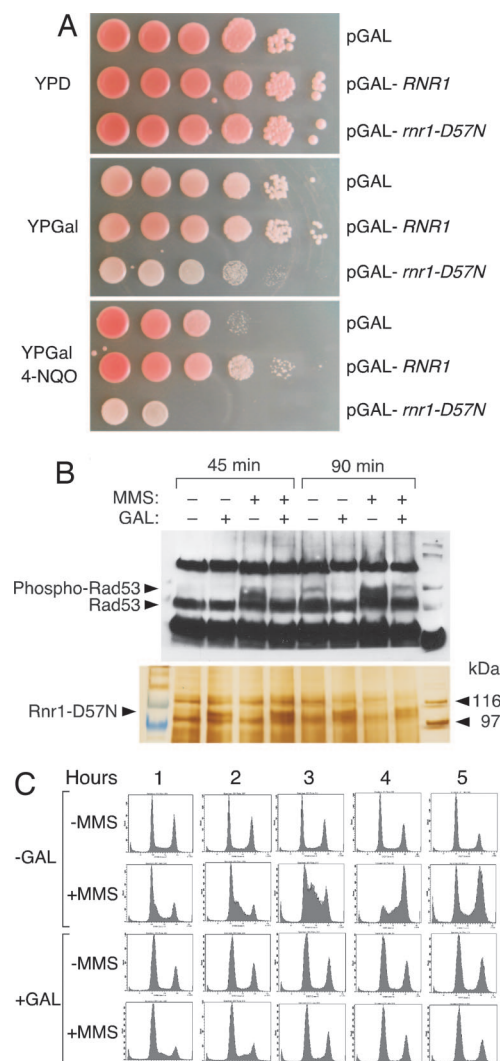 A
YPD
pGAL
pGAL- RNR1
pGAL- rnr1-D57N
YPGal
pGAL
pGAL- RNR1
pGAL- rnr1-D57N
YPGal
4-NQO
pGAL
pGAL- RNR1
pGAL- rnr1-D57N
B
45 min 90 min
MMS: – – + + – – + +
GAL: – + – + – + – +
Phospho-Rad53
Rad53
kDa
Rnr1-D57N
116
97
C
Hours 1 2 3 4 5
-GAL
-MMS
+MMS
+GAL
-MMS
+MMS